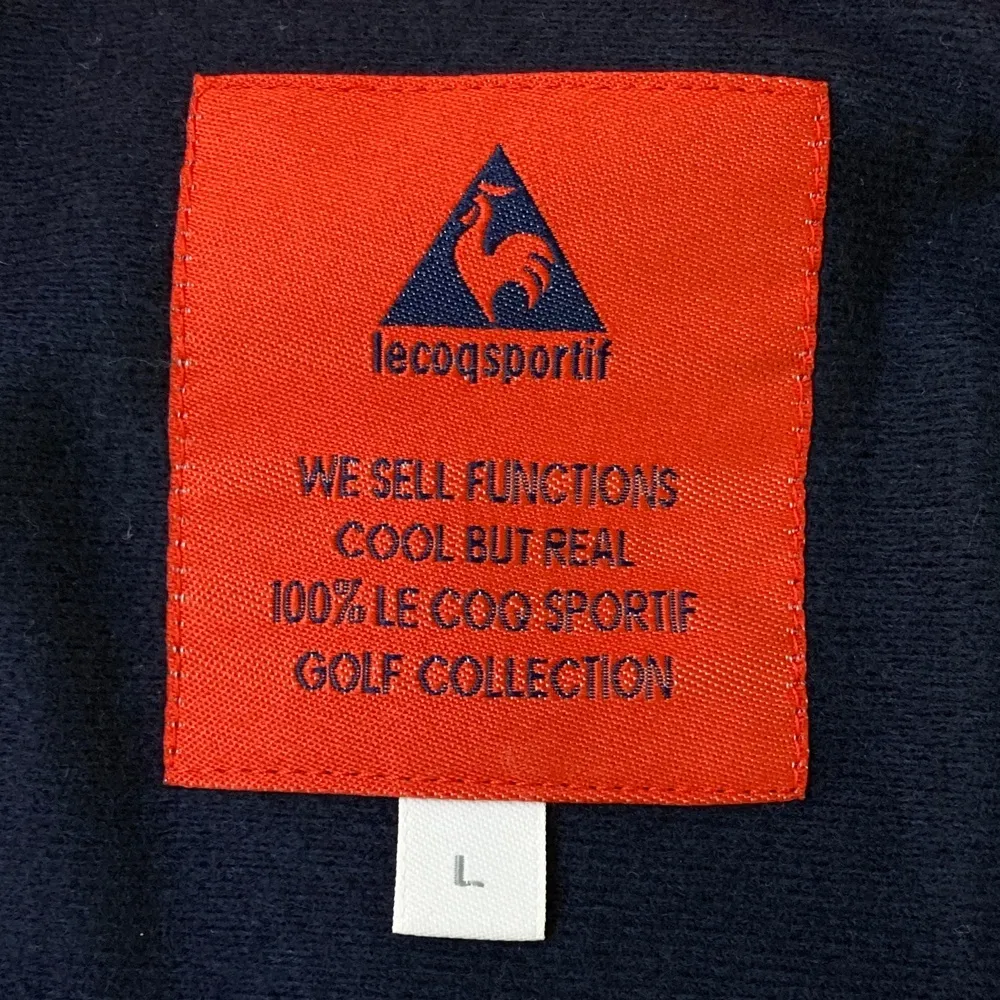 lecoqsportif
WE SELL FUNCTIONS
COOL BUT REAL
100% LE COQ SPORTIF
GOLF COLLECTION
L